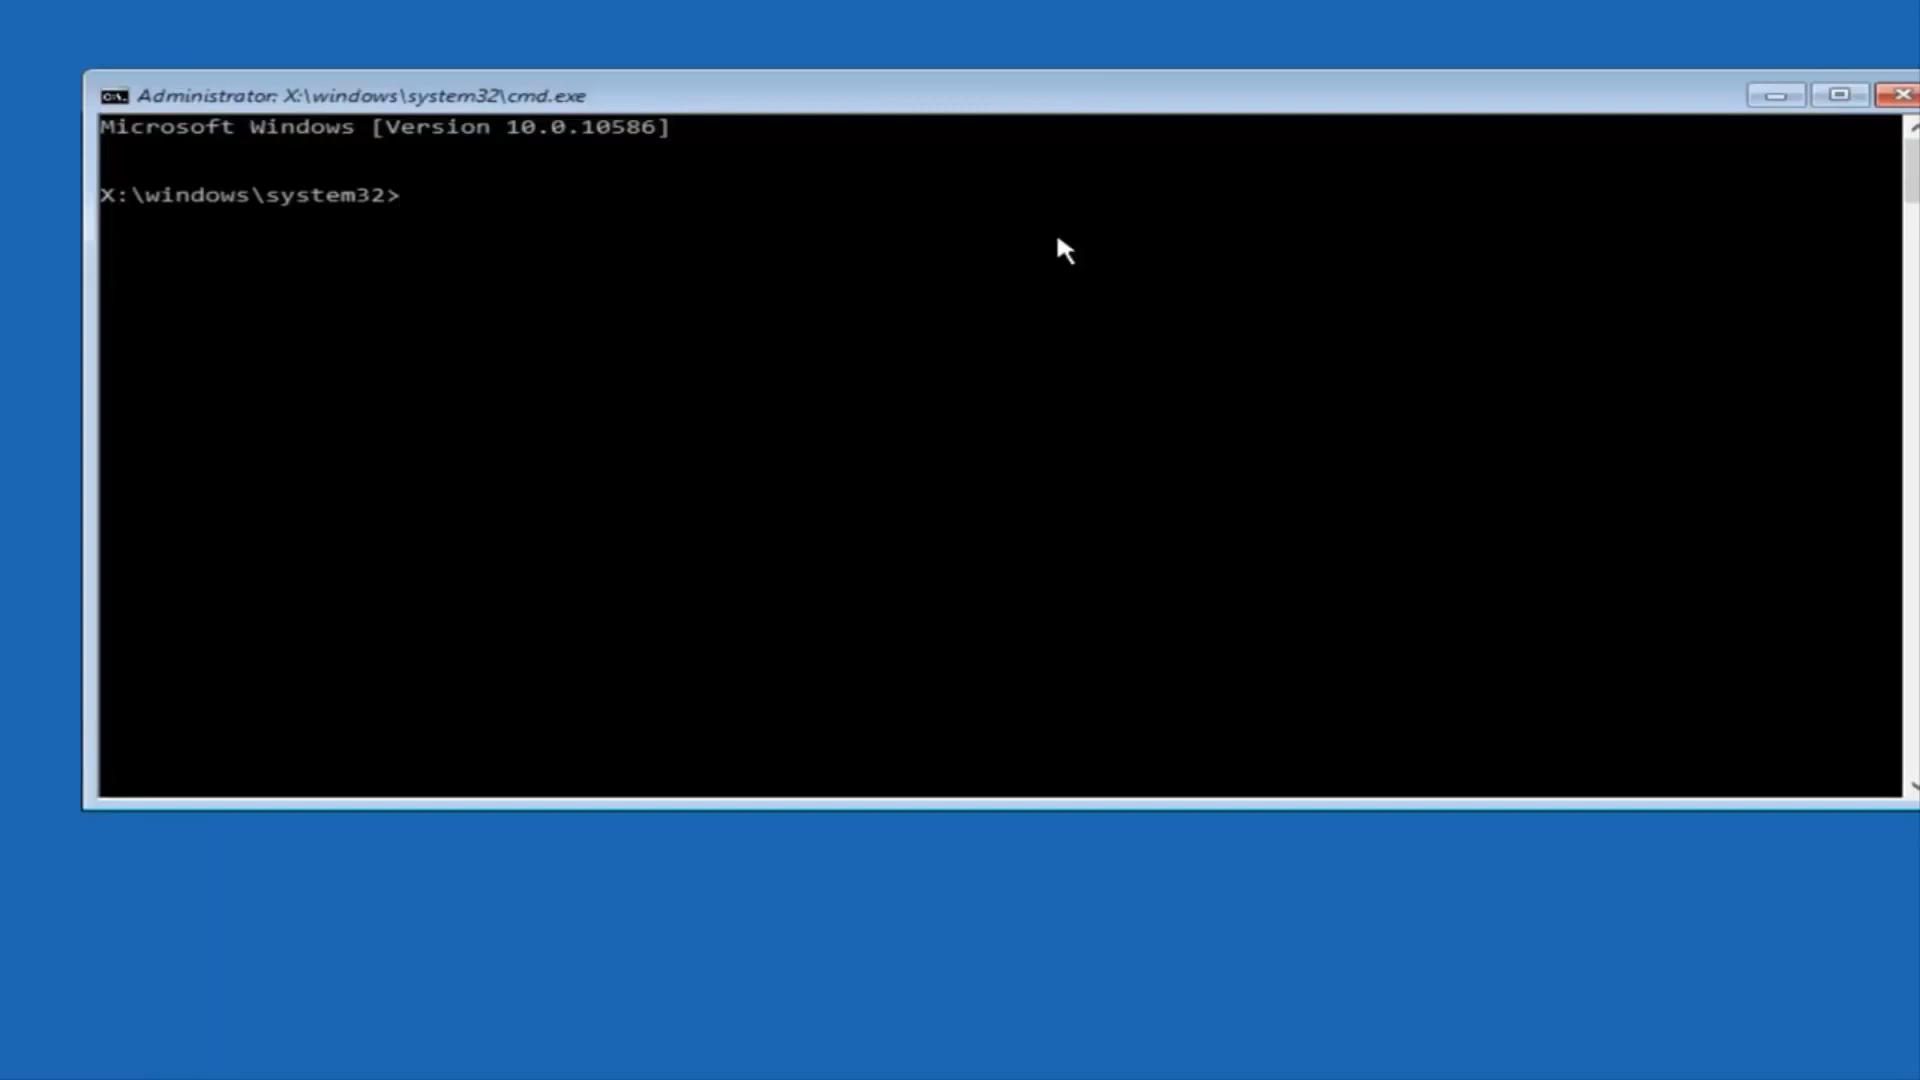 Administrator: X:\windows\system32\cmd.exe
Microsoft Windows [Version 10.0.10586]
X:\windows\system32>